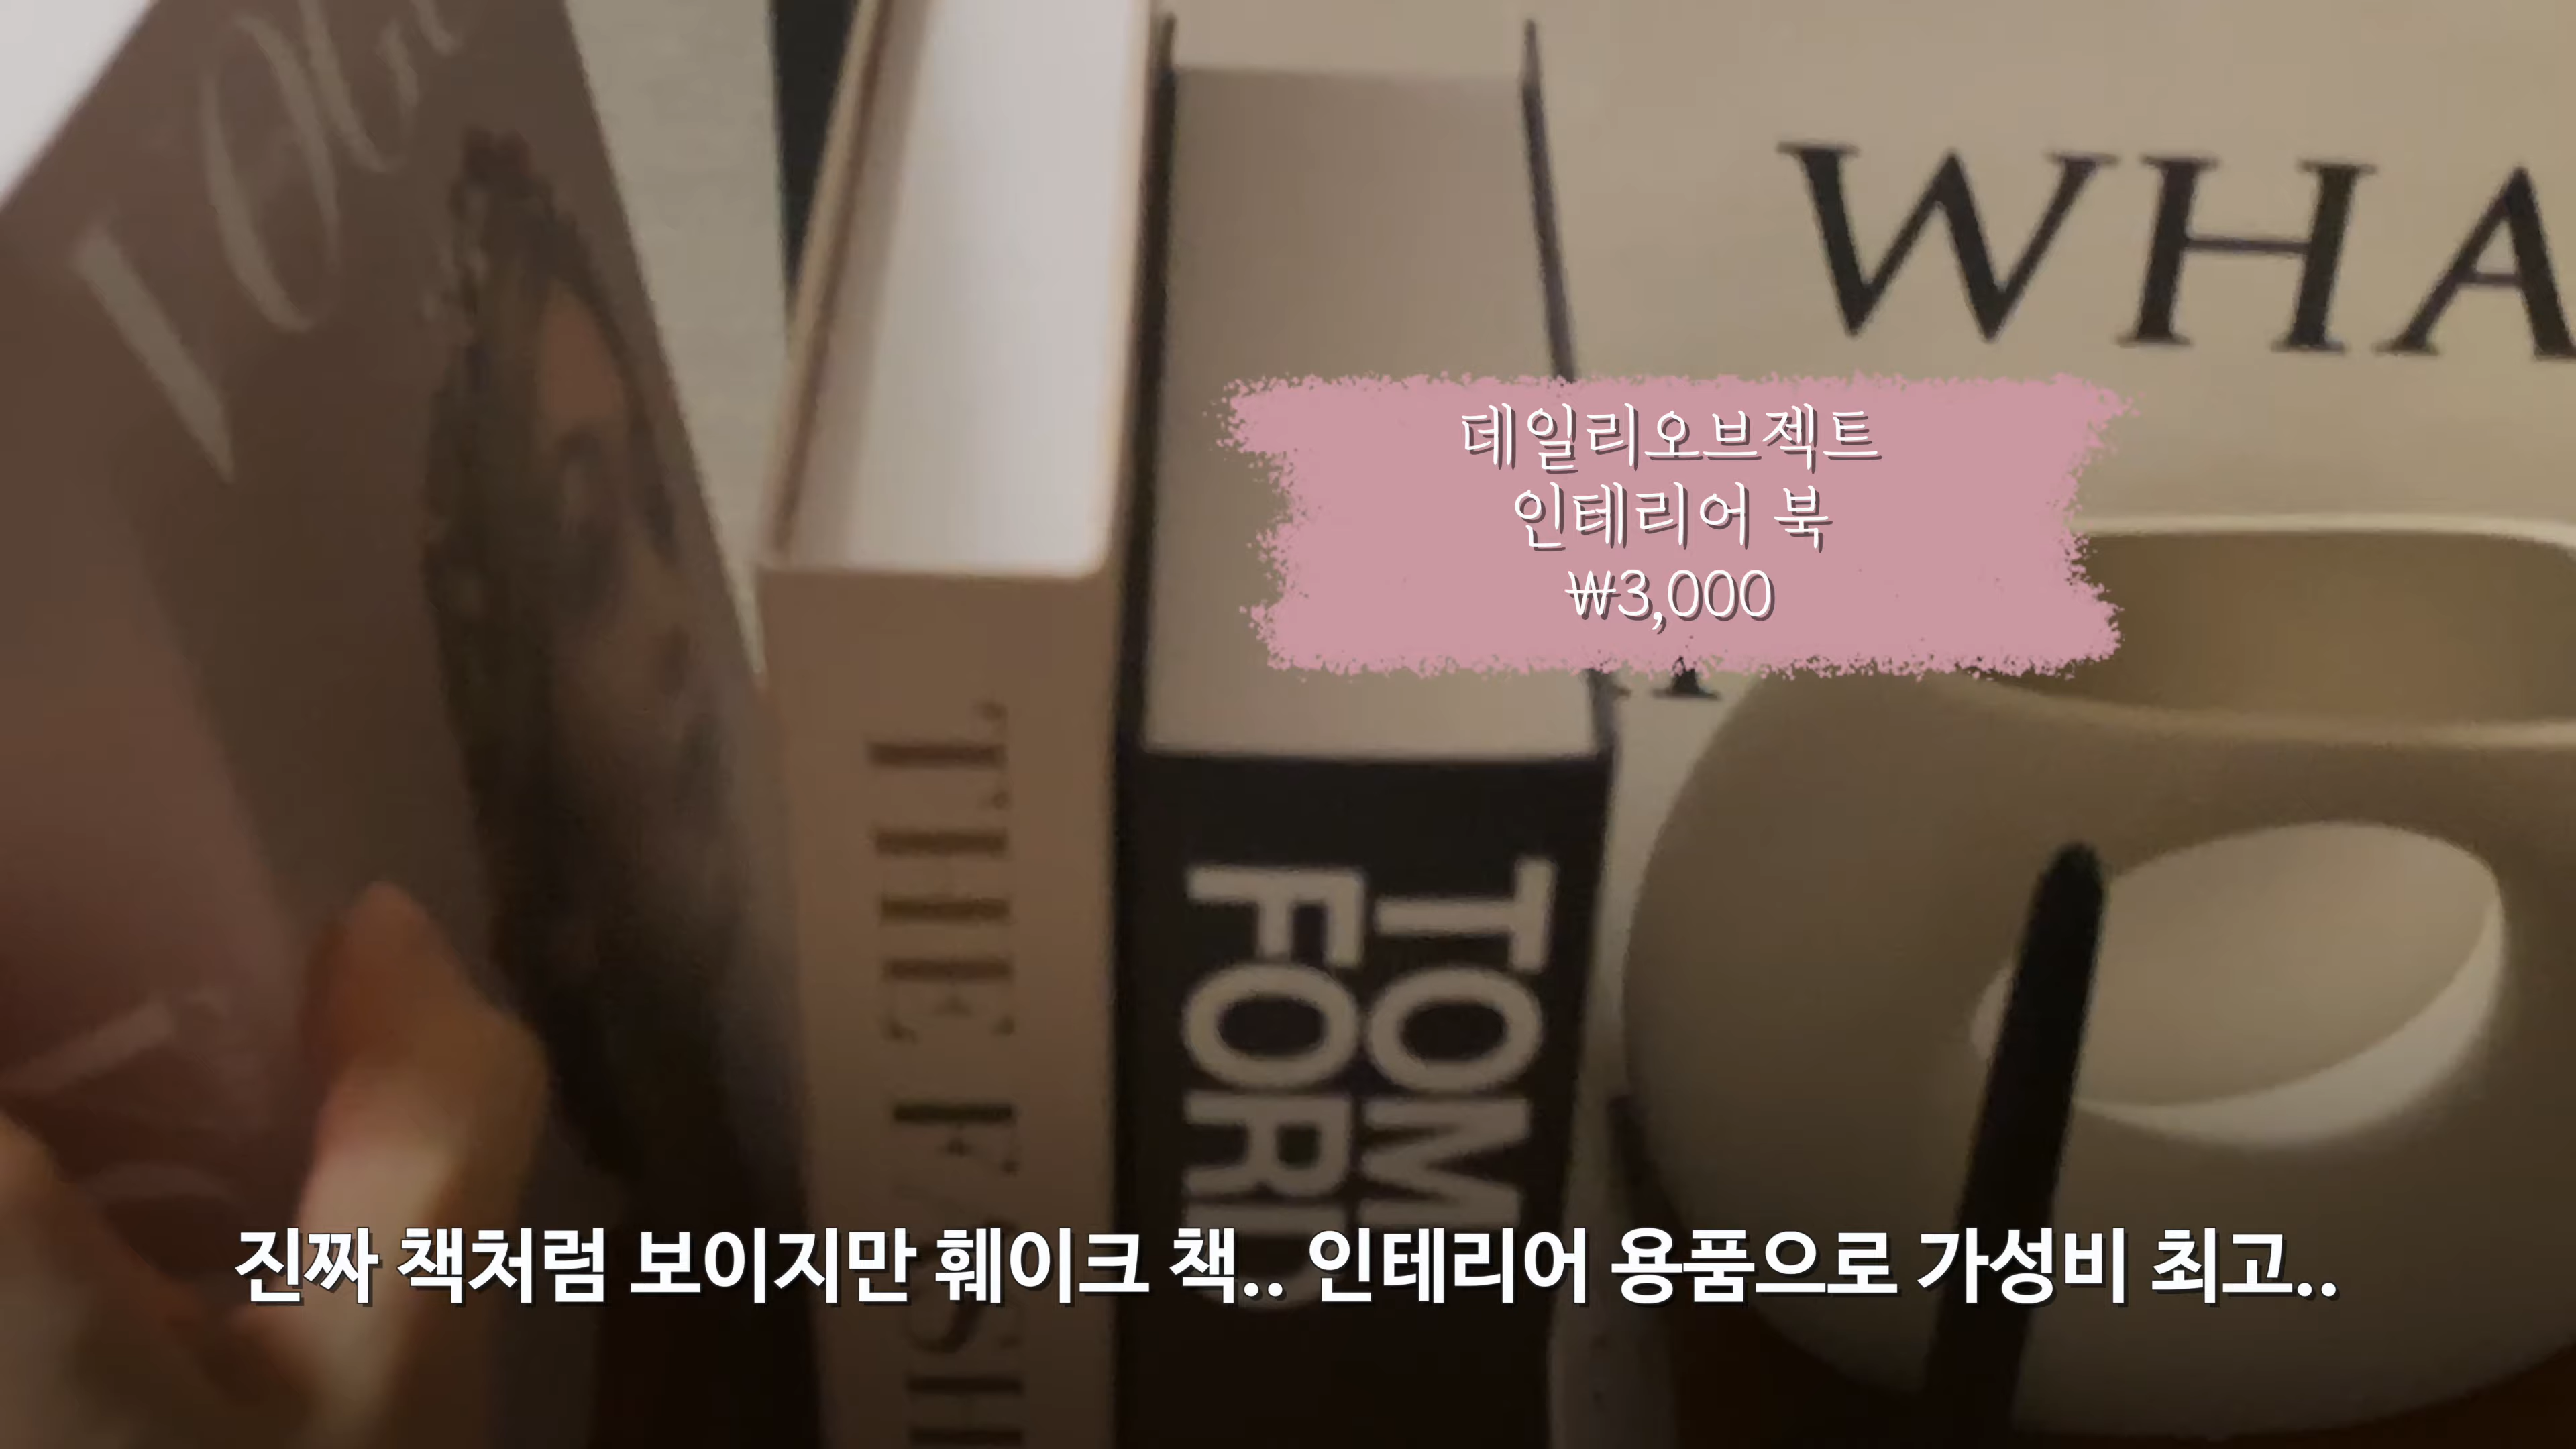 WHA
데일리오브젝트
인테리어 북
₩3,000
THE FASH
TOM
FORD
진짜 책처럼 보이지만 훼이크 책.. 인테리어 용품으로 가성비 최고..